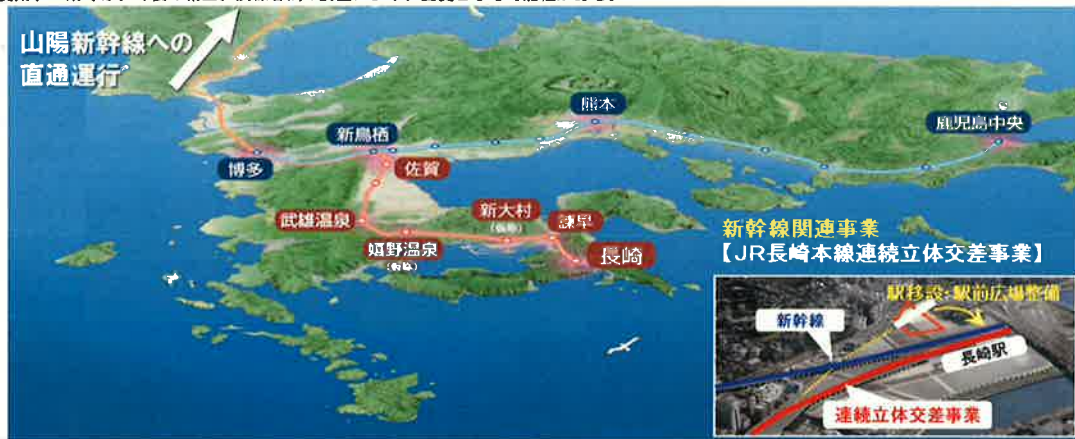 山陽新幹線への
直通運行
博多
新鳥栖
熊本
鹿児島中央
佐賀
武雄温泉
嬉野温泉
(仮称)
新大村
(仮称)
諫早
長崎
新幹線関連事業
【JR長崎本線連続立体交差事業】
駅移設・駅前広場整備
新幹線
長崎駅
連続立体交差事業